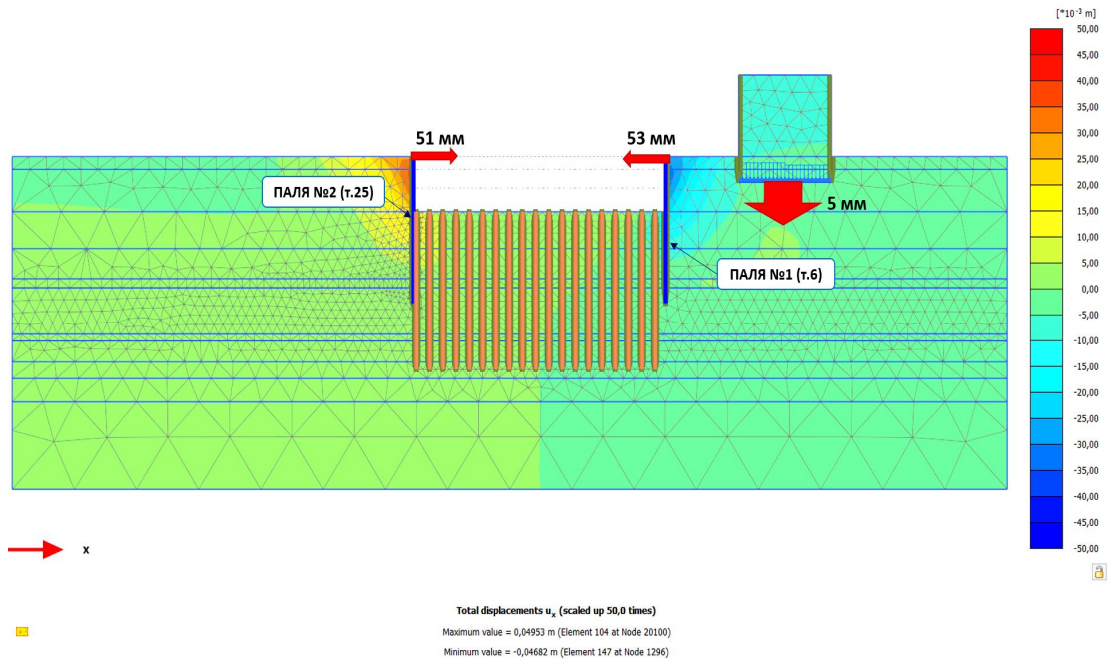 [*10⁻³ m]
50,00
45,00
40,00
35,00
30,00
25,00
20,00
15,00
10,00
5,00
0,00
-5,00
-10,00
-15,00
-20,00
-25,00
-30,00
-35,00
-40,00
-45,00
-50,00
51 мм
53 мм
ПАЛЯ №2 (т.25)
5 мм
ПАЛЯ №1 (т.6)
x
Total displacements uₓ (scaled up 50,0 times)
Maximum value = 0,04953 m (Element 104 at Node 20100)
Minimum value = -0,04682 m (Element 147 at Node 1296)